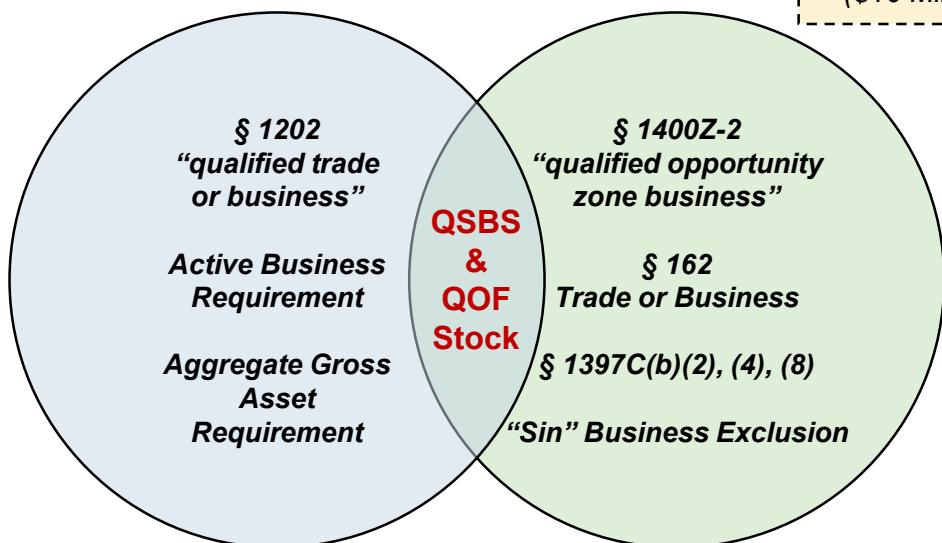 ($10
§ 1202
“qualified trade
or business”
Active Business
Requirement
Aggregate Gross
Asset
Requirement
QSBS
&
QOF
Stock
§ 1400Z-2
“qualified opportunity
zone business”
§ 162
Trade or Business
§ 1397C(b)(2), (4), (8)
“Sin” Business Exclusion